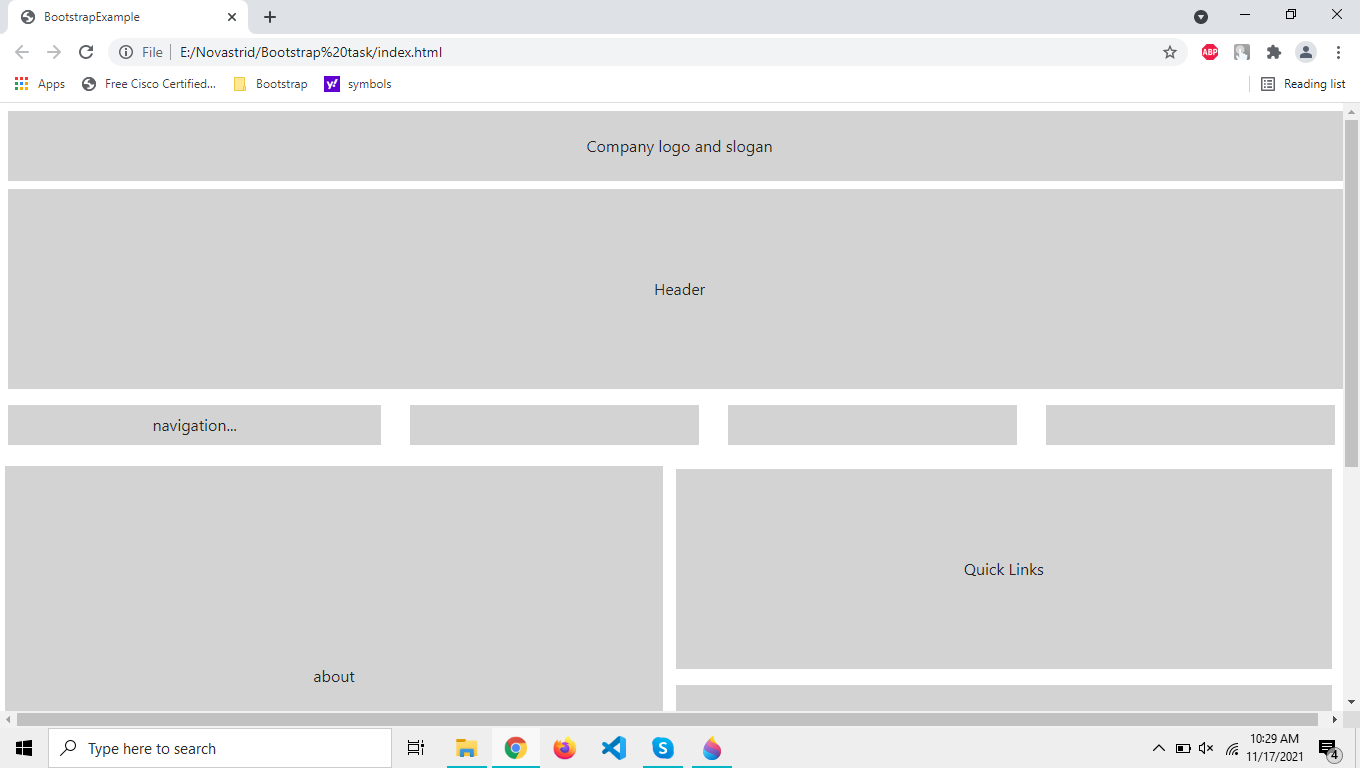 BootstrapExample
File
E:/Novastrid/Bootstrap%20task/index.html
ABP
Apps
Free Cisco Certified...
Bootstrap
y!
symbols
Reading list
Company logo and slogan
Header
navigation...
Quick Links
about
Type here to search
S
10:29 AM
11/17/2021
4